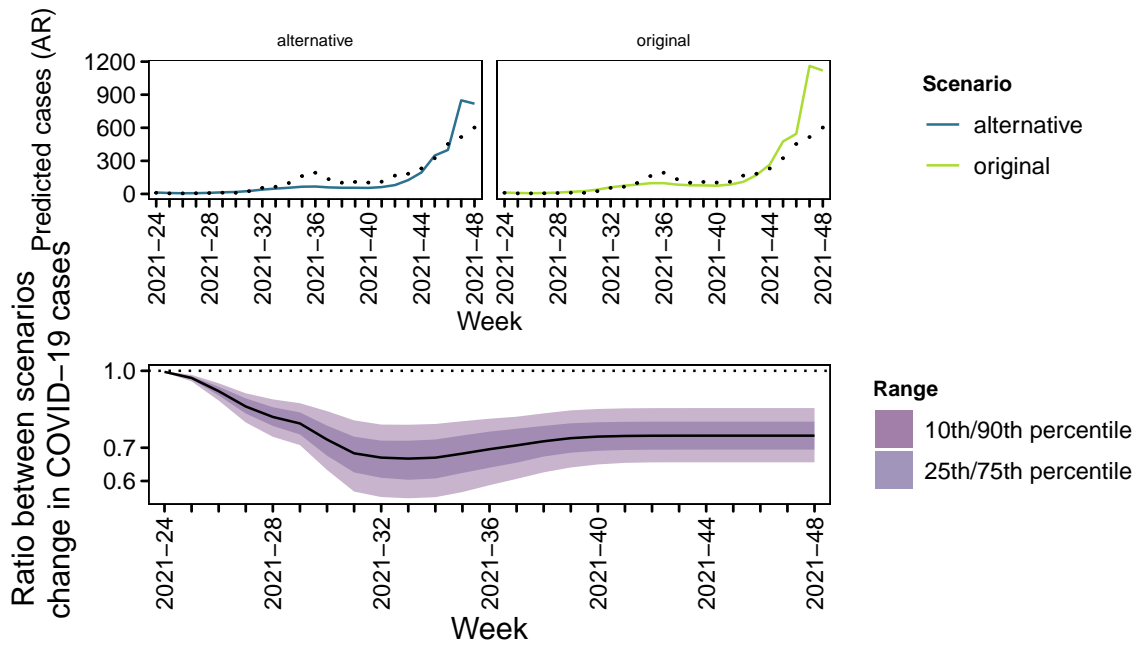 alternative
original
Predicted cases (AR)
1200
900
600
300
0
2021−24
2021−28
2021−32
2021−36
2021−40
2021−44
2021−48
2021−24
2021−28
2021−32
2021−36
2021−40
2021−44
2021−48
Week
Scenario
alternative
original
Ratio between scenarios
change in COVID−19 cases
1.0
0.7
0.6
2021−24
2021−28
2021−32
2021−36
2021−40
2021−44
2021−48
Week
Range
10th/90th percentile
25th/75th percentile